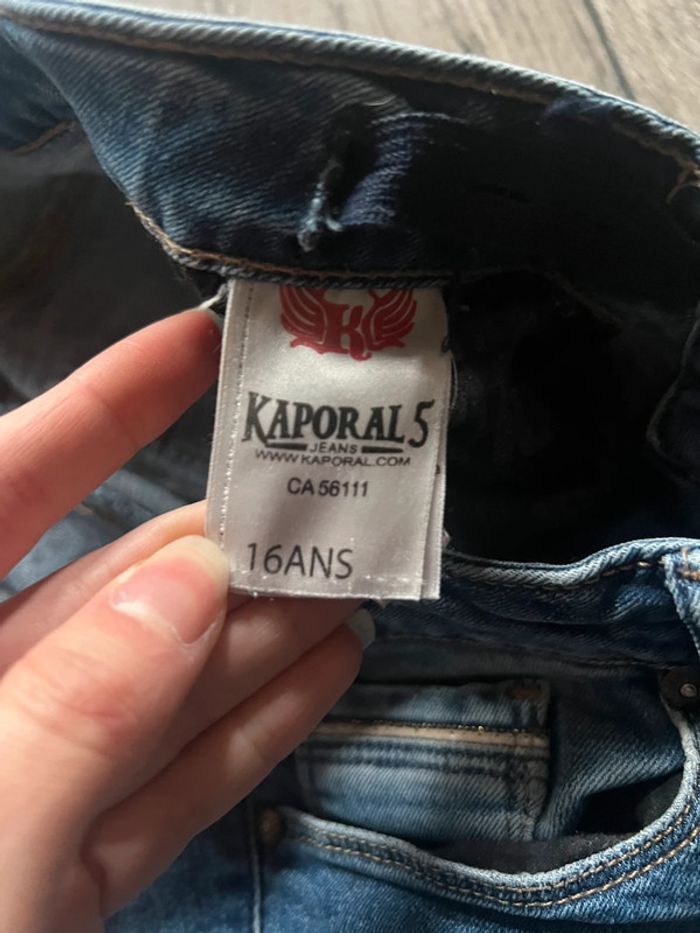 K
KAPORAL 5
JEANS
WWW.KAPORAL.COM
CA 56111
16ANS